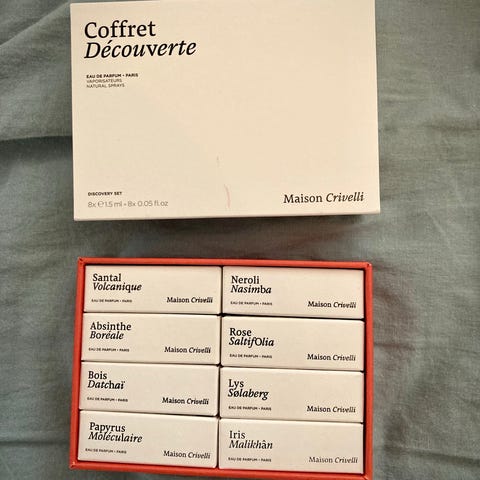 Coffret
Découverte
EAU DE PARFUM • PARIS
VAPORISATEURS
NATURAL SPRAYS
DISCOVERY SET
8x ℮ 1.5 ml - 8x 0.05 fl.oz
Maison Crivelli
Santal
Volcanique
EAU DE PARFUM • PARIS
Maison Crivelli
Neroli
Nasimba
EAU DE PARFUM • PARIS
Maison Crivelli
Absinthe
Boréale
EAU DE PARFUM • PARIS
Maison Crivelli
Rose
SaltifOlia
EAU DE PARFUM • PARIS
Maison Crivelli
Bois
Datchaï
EAU DE PARFUM • PARIS
Maison Crivelli
Lys
Sølaberg
EAU DE PARFUM • PARIS
Maison Crivelli
Papyrus
Moléculaire
EAU DE PARFUM • PARIS
Maison Crivelli
Iris
Malikhân
EAU DE PARFUM • PARIS
Maison Crivelli